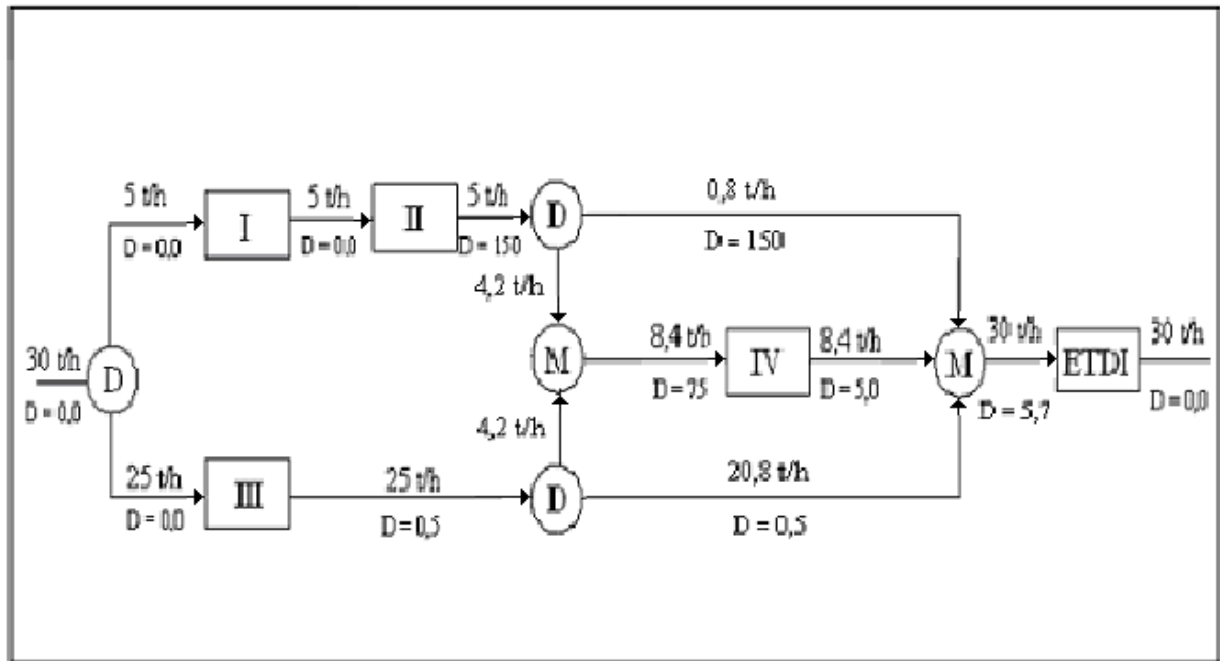 5 t/h
D = 0,0
I
5 t/h
D = 0,0
II
5 t/h
D = 150
D
0,8 t/h
D = 150
4,2 t/h
30 t/h
D = 0,0
D
M
8,4 t/h
D = 75
IV
8,4 t/h
D = 5,0
M
30 t/h
D = 5,7
ETDI
30 t/h
D = 0,0
4,2 t/h
25 t/h
D = 0,0
III
25 t/h
D = 0,5
D
20,8 t/h
D = 0,5